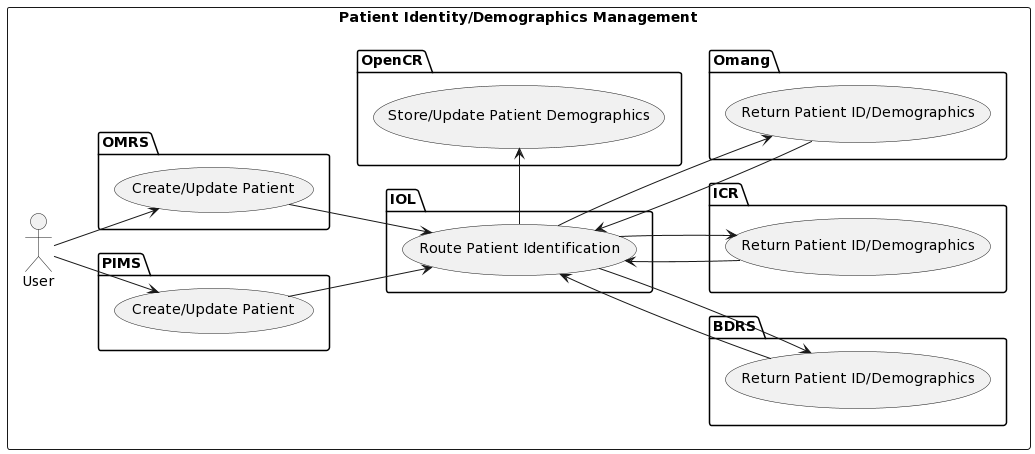 Patient Identity/Demographics Management
OpenCR
Store/Update Patient Demographics
Omang
Return Patient ID/Demographics
OMRS
Create/Update Patient
IOL
Route Patient Identification
ICR
Return Patient ID/Demographics
User
PIMS
Create/Update Patient
BDRS
Return Patient ID/Demographics